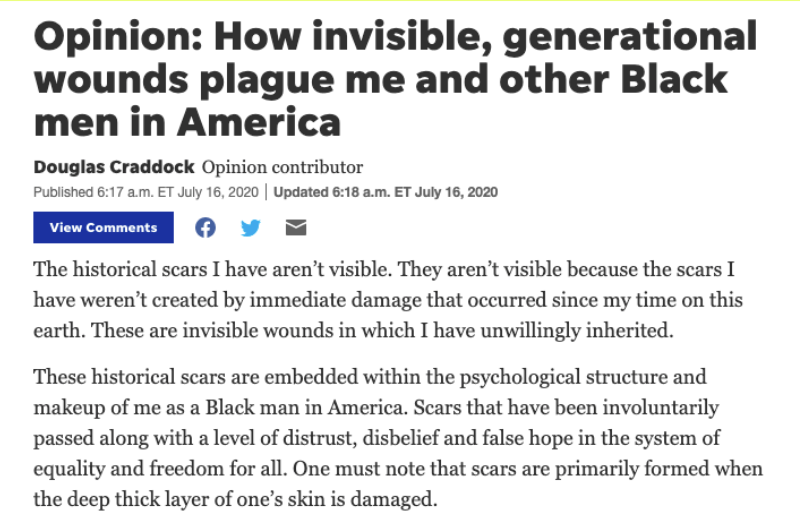 Opinion: How invisible, generational
wounds plague me and other Black
men in America
Douglas Craddock Opinion contributor
Published 6:17 a.m. ET July 16, 2020 | Updated 6:18 a.m. ET July 16, 2020
View Comments
The historical scars I have aren’t visible. They aren’t visible because the scars I
have weren’t created by immediate damage that occurred since my time on this
earth. These are invisible wounds in which I have unwillingly inherited.
These historical scars are embedded within the psychological structure and
makeup of me as a Black man in America. Scars that have been involuntarily
passed along with a level of distrust, disbelief and false hope in the system of
equality and freedom for all. One must note that scars are primarily formed when
the deep thick layer of one’s skin is damaged.